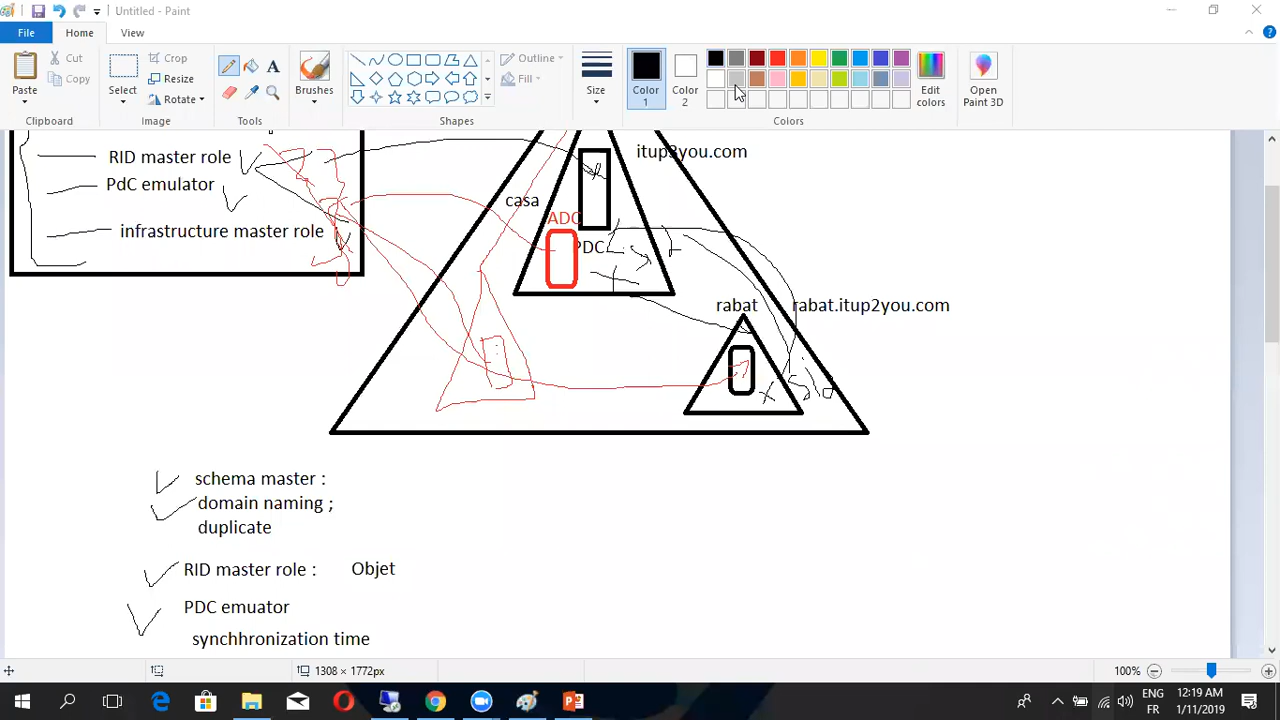 Untitled - Paint
File
Home
View
Paste
Cut
Copy
Clipboard
Select
Crop
Resize
Rotate
Image
Tools
Brushes
Shapes
Outline
Fill
Size
Color 1
Color 2
Colors
Edit colors
Open Paint 3D
RID master role
PdC emulator
infrastructure master role
itup2you.com
casa
ADC
PDC
rabat
rabat.itup2you.com
schema master :
domain naming ;
duplicate
RID master role :
Objet
PDC emuator
synchhronization time
1308 × 1772px
100%
ENG
FR
12:19 AM
1/11/2019